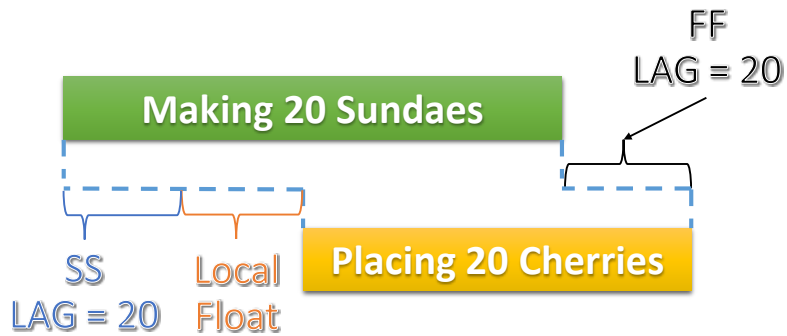 FF
LAG = 20
Making 20 Sundaes
Placing 20 Cherries
SS
LAG = 20
Local
Float